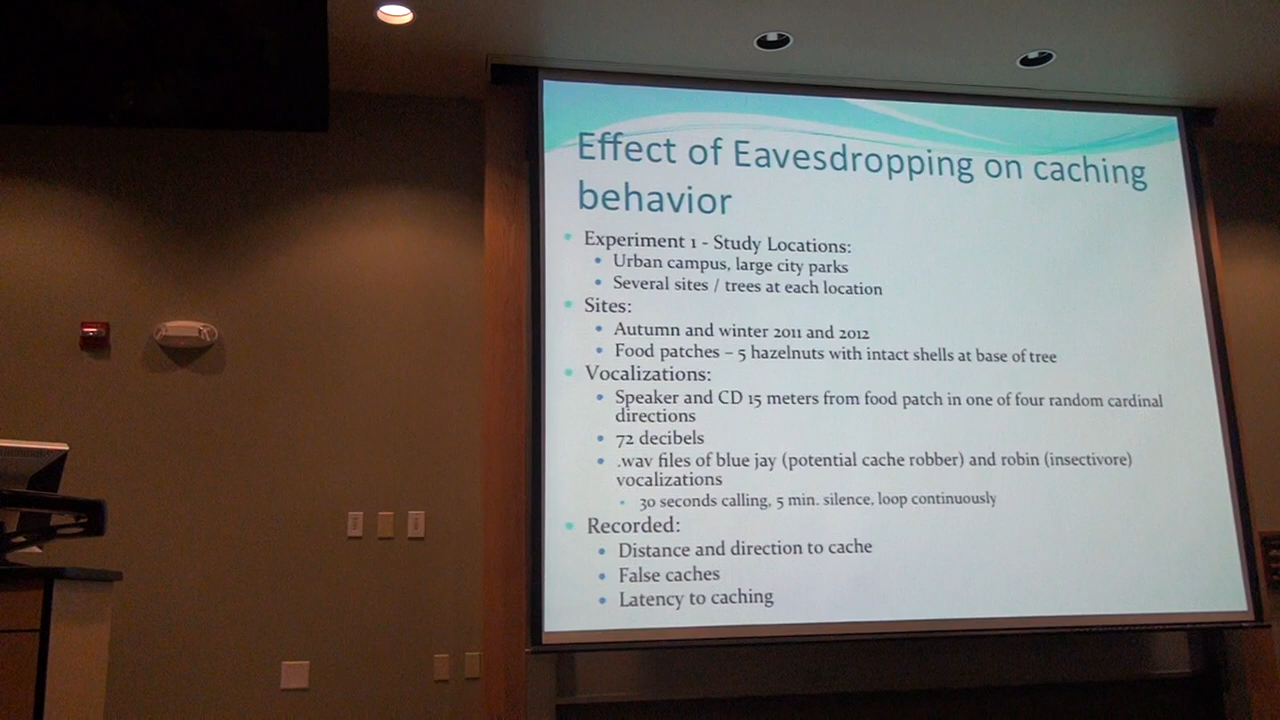 Effect of Eavesdropping on caching
behavior
Experiment 1 - Study Locations:
Urban campus, large city parks
Several sites / trees at each location
Sites:
Autumn and winter 2011 and 2012
Food patches – 5 hazelnuts with intact shells at base of tree
Vocalizations:
Speaker and CD 15 meters from food patch in one of four random cardinal
directions
72 decibels
.wav files of blue jay (potential cache robber) and robin (insectivore)
vocalizations
30 seconds calling, 5 min. silence, loop continuously
Recorded:
Distance and direction to cache
False caches
Latency to caching